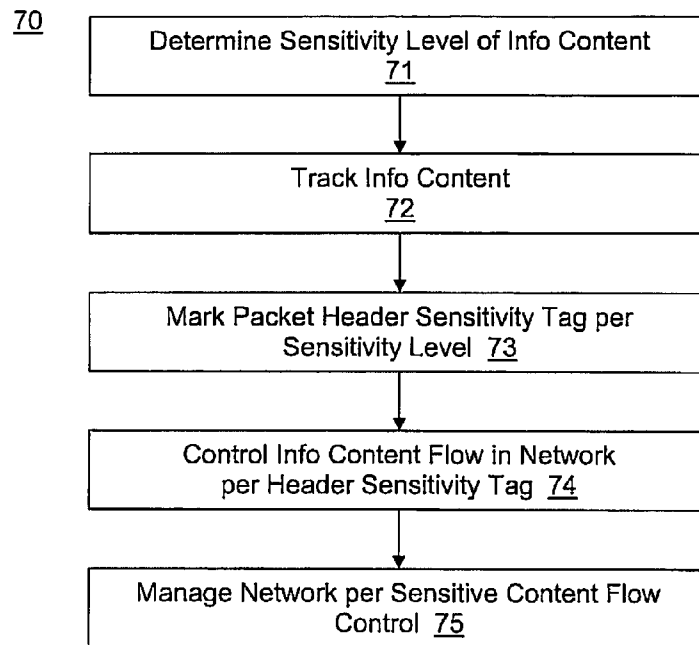 70
Determine Sensitivity Level of Info Content
71
Track Info Content
72
Mark Packet Header Sensitivity Tag per
Sensitivity Level 73
Control Info Content Flow in Network
per Header Sensitivity Tag 74
Manage Network per Sensitive Content Flow
Control 75